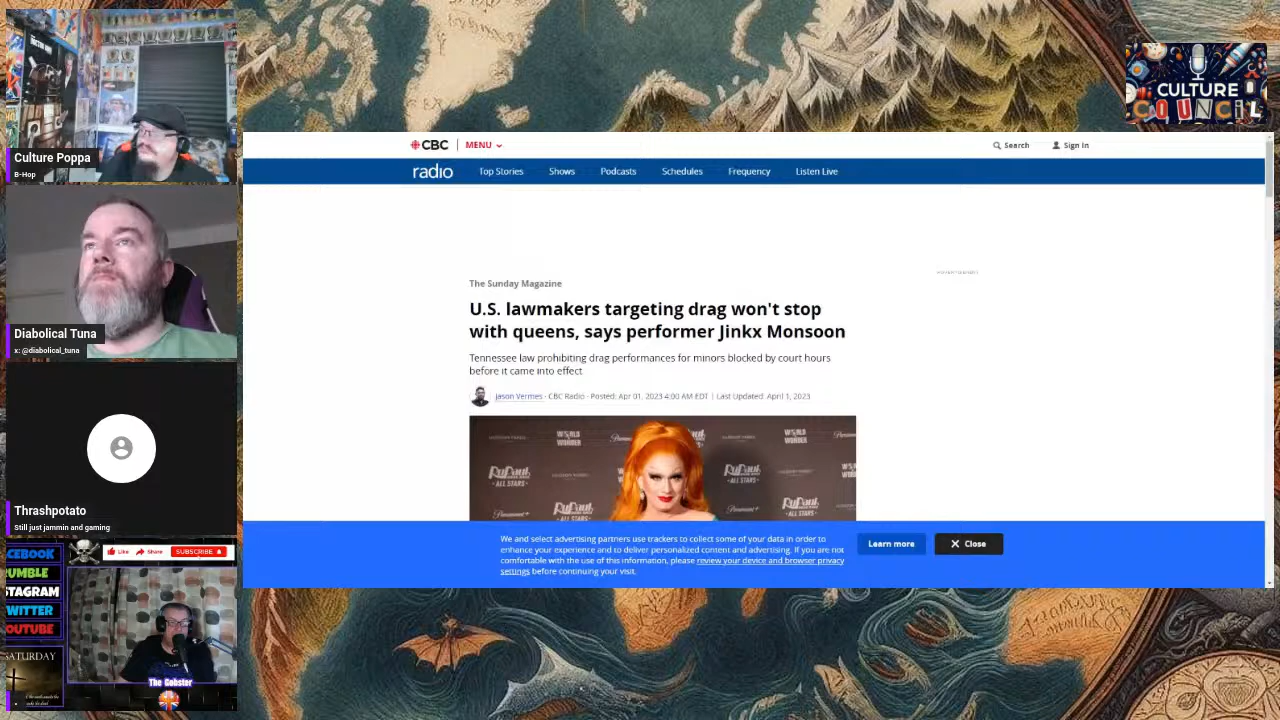 Culture Poppa
B-Hop
Diabolical Tuna
x: @diabolical_tuna
Thrashpotato
Still just jammin and gaming
Like
Share
SUBSCRIBE
CEBOOK
UMBLE
STAGRAM
WITTER
OUTUBE
SATURDAY
The Gobster
CULTURE
COUNCIL
CBC
MENU
Search
Sign In
radio
Top Stories
Shows
Podcasts
Schedules
Frequency
Listen Live
ADVERTISEMENT
The Sunday Magazine
U.S. lawmakers targeting drag won't stop
with queens, says performer Jinkx Monsoon
Tennessee law prohibiting drag performances for minors blocked by court hours
before it came into effect
Jason Vermes · CBC Radio · Posted: Apr 01, 2023 4:00 AM EDT | Last Updated: April 1, 2023
WORLD
WONDER
Paramount+
RuPaul's
ALL STARS
We and select advertising partners use trackers to collect some of your data in order to
enhance your experience and to deliver personalized content and advertising. If you are not
comfortable with the use of this information, please review your device and browser privacy
settings before continuing your visit.
Learn more
Close